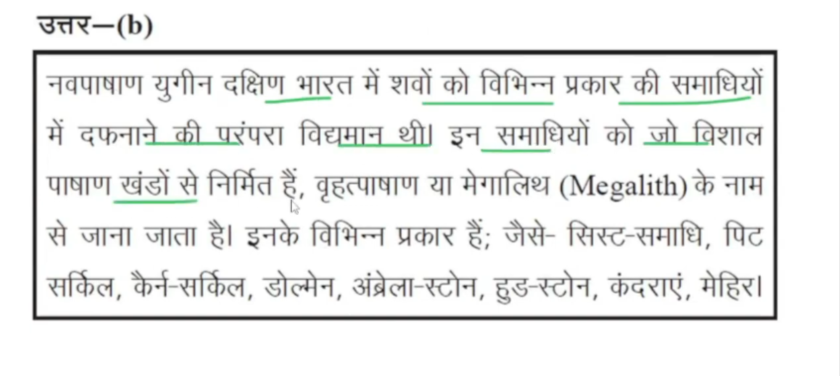 उत्तर—(b)
नवपाषाण युगीन दक्षिण भारत में शवों को विभिन्न प्रकार की समाधियों
में दफनाने की परंपरा विद्यमान थी। इन समाधियों को जो विशाल
पाषाण खंडों से निर्मित हैं, वृहत्पाषाण या मेगालिथ (Megalith) के नाम
से जाना जाता है। इनके विभिन्न प्रकार हैं; जैसे- सिस्ट-समाधि, पिट
सर्किल, कैर्न-सर्किल, डोल्मेन, अंब्रेला-स्टोन, हुड-स्टोन, कंदराएं, मेहिर।